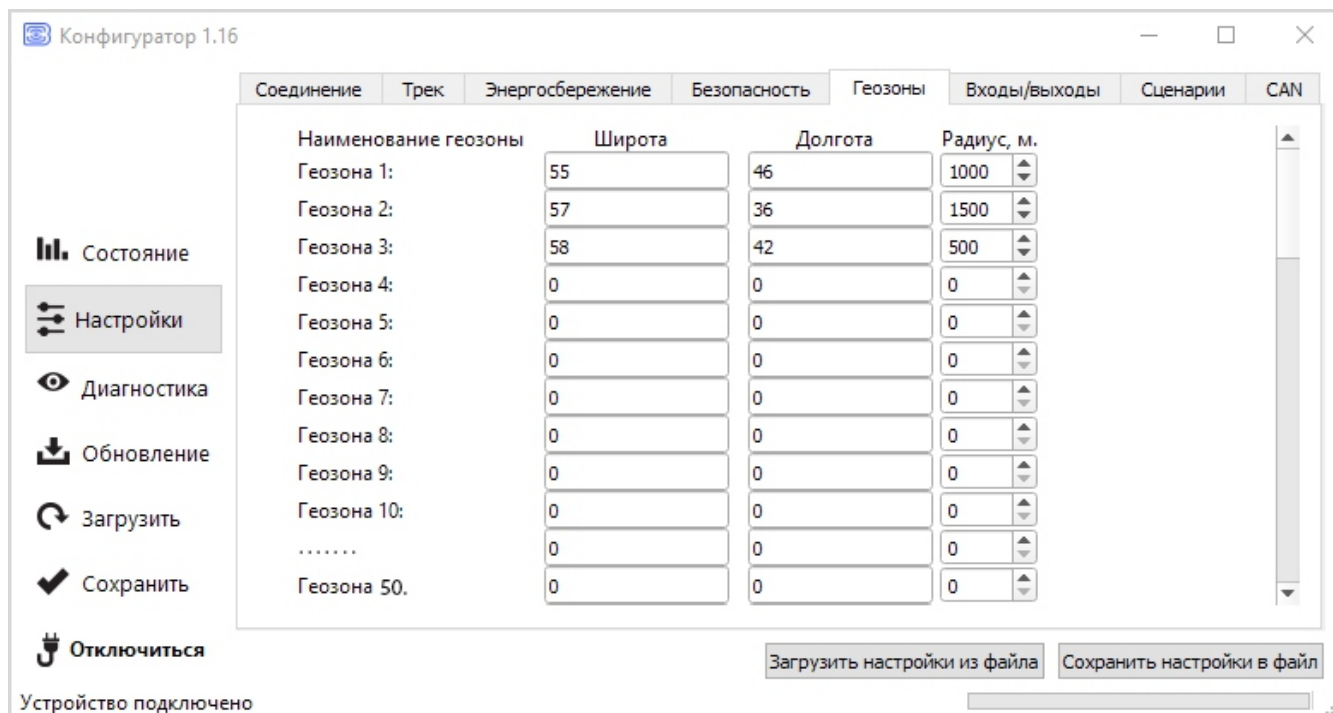 Конфигуратор 1.16
Соединение Трек Энергосбережение Безопасность Геозоны Входы/выходы Сценарии CAN
Наименование геозоны Широта Долгота Радиус, м.
Геозона 1: 55 46 1000
Геозона 2: 57 36 1500
Геозона 3: 58 42 500
Геозона 4: 0 0 0
Геозона 5: 0 0 0
Геозона 6: 0 0 0
Геозона 7: 0 0 0
Геозона 8: 0 0 0
Геозона 9: 0 0 0
Геозона 10: 0 0 0
....... 0 0 0
Геозона 50. 0 0 0
Состояние
Настройки
Диагностика
Обновление
Загрузить
Сохранить
Отключиться
Загрузить настройки из файла Сохранить настройки в файл
Устройство подключено